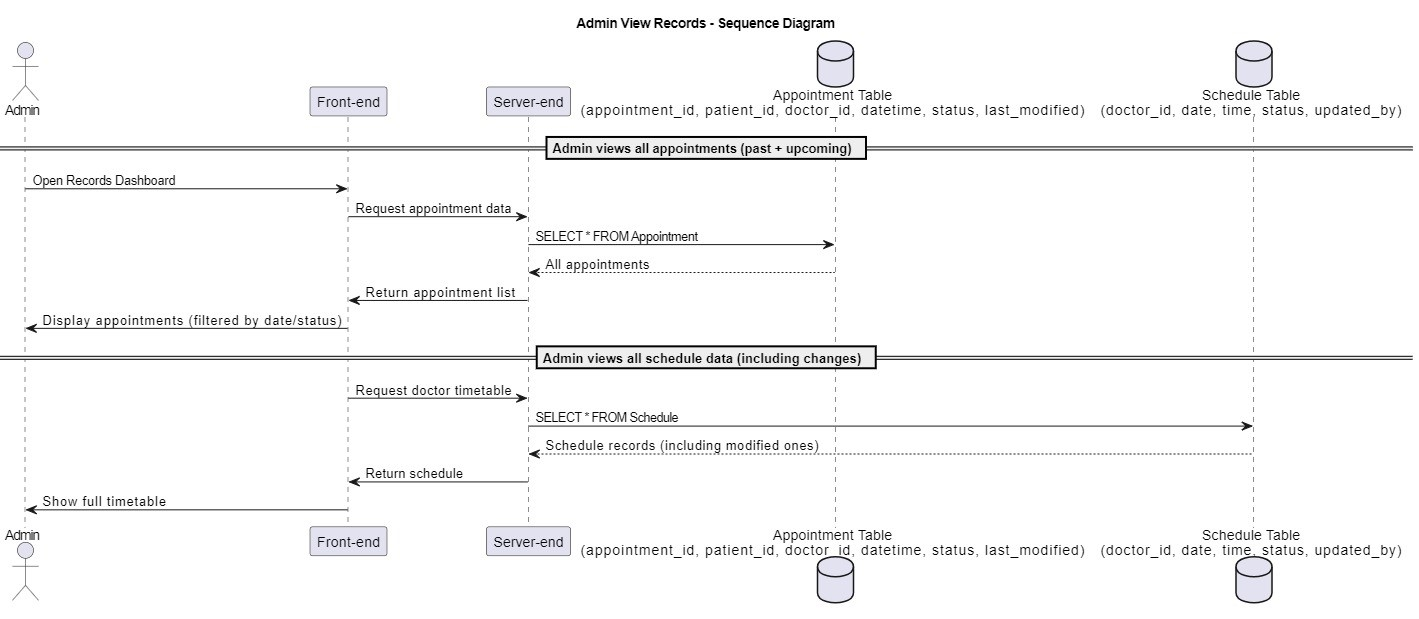 Admin View Records - Sequence Diagram
Admin
Front-end
Server-end
Appointment Table
(appointment_id, patient_id, doctor_id, datetime, status, last_modified)
Schedule Table
(doctor_id, date, time, status, updated_by)
Admin views all appointments (past + upcoming)
Open Records Dashboard
Request appointment data
SELECT * FROM Appointment
All appointments
Return appointment list
Display appointments (filtered by date/status)
Admin views all schedule data (including changes)
Request doctor timetable
SELECT * FROM Schedule
Schedule records (including modified ones)
Return schedule
Show full timetable
Admin
Front-end
Server-end
Appointment Table
(appointment_id, patient_id, doctor_id, datetime, status, last_modified)
Schedule Table
(doctor_id, date, time, status, updated_by)